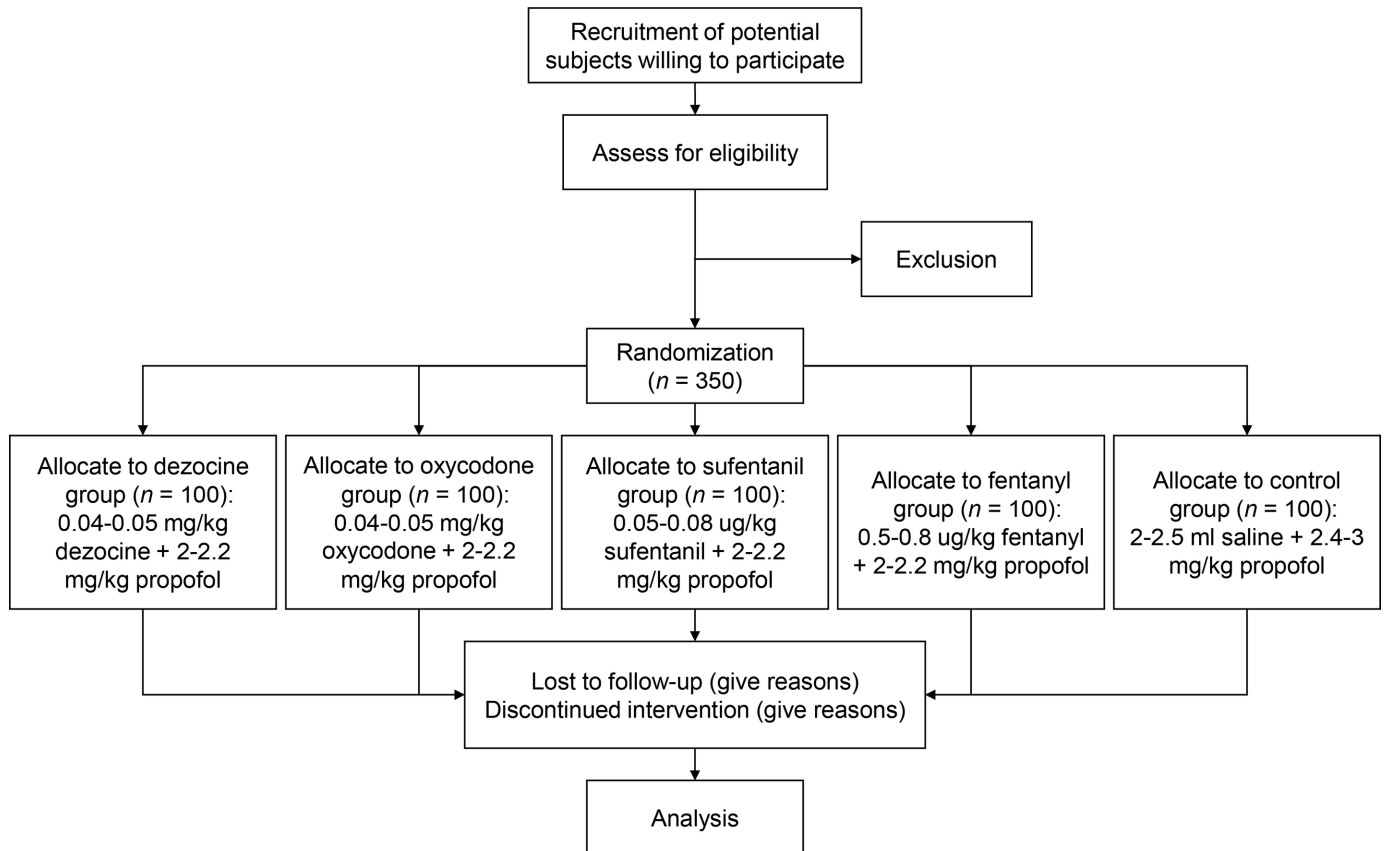 Recruitment of potential
subjects willing to participate
Assess for eligibility
Exclusion
Randomization
(n = 350)
Allocate to dezocine
group (n = 100):
0.04-0.05 mg/kg
dezocine + 2-2.2
mg/kg propofol
Allocate to oxycodone
group (n = 100):
0.04-0.05 mg/kg
oxycodone + 2-2.2
mg/kg propofol
Allocate to sufentanil
group (n = 100):
0.05-0.08 ug/kg
sufentanil + 2-2.2
mg/kg propofol
Allocate to fentanyl
group (n = 100):
0.5-0.8 ug/kg fentanyl
+ 2-2.2 mg/kg propofol
Allocate to control
group (n = 100):
2-2.5 ml saline + 2.4-3
mg/kg propofol
Lost to follow-up (give reasons)
Discontinued intervention (give reasons)
Analysis